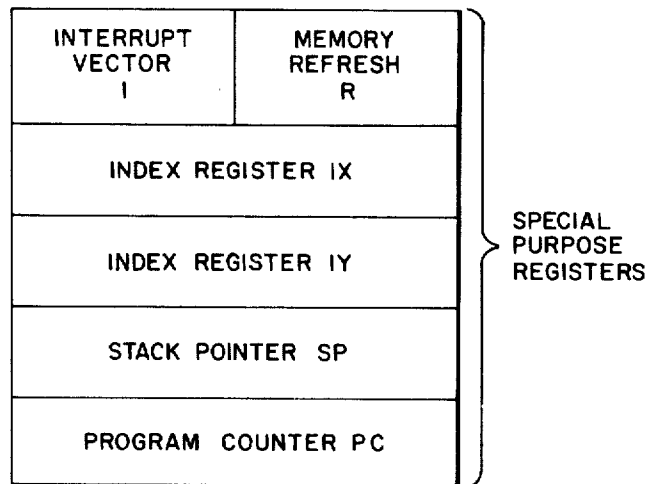 INTERRUPT
VECTOR
I
MEMORY
REFRESH
R
INDEX REGISTER IX
INDEX REGISTER IY
STACK POINTER SP
PROGRAM COUNTER PC
SPECIAL
PURPOSE
REGISTERS